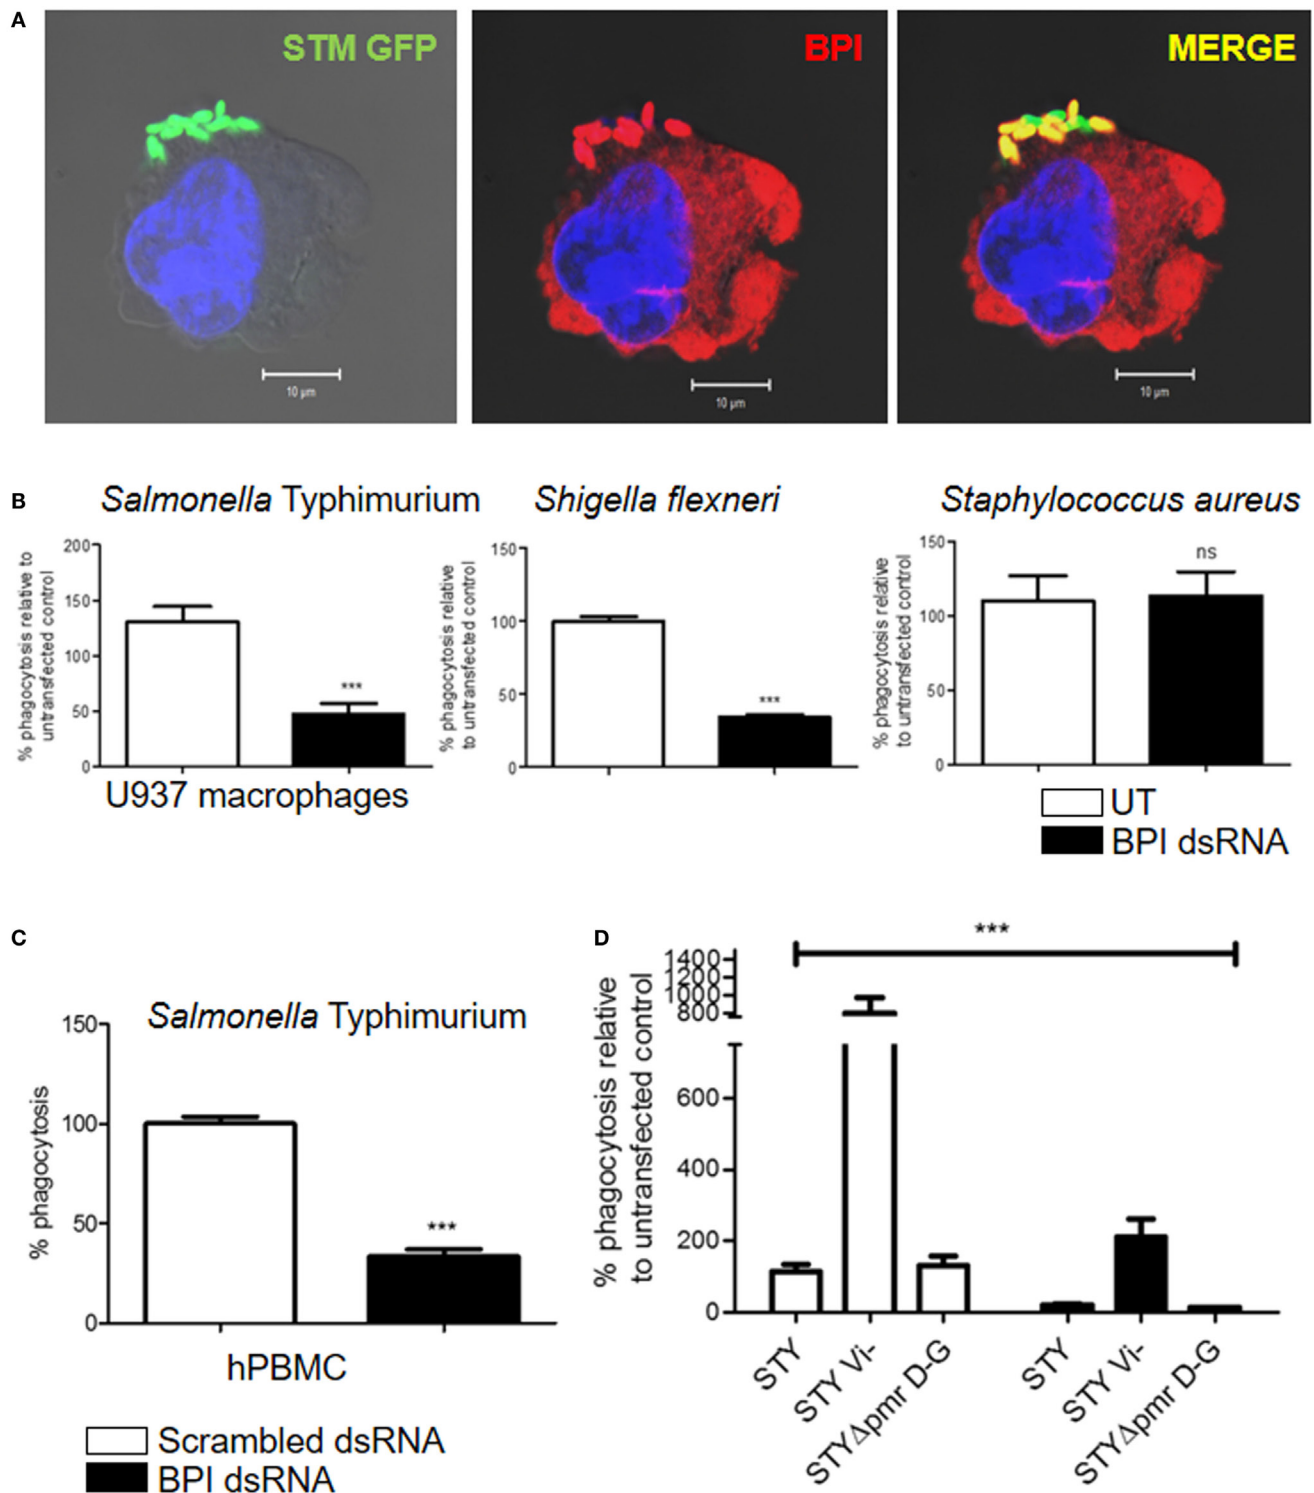 A
STM GFP
BPI
MERGE
10 µm
10 µm
10 µm
B
Salmonella Typhimurium
Shigella flexneri
Staphylococcus aureus
% phagocytosis relative to
untransfected control
200
150
100
50
0
***
U937 macrophages
% phagocytosis relative
to untransfected control
150
100
50
0
***
% phagocytosis relative
to untransfected control
150
100
50
0
ns
UT
BPI dsRNA
C
Salmonella Typhimurium
% phagocytosis
150
100
50
0
***
hPBMC
Scrambled dsRNA
BPI dsRNA
D
***
% phagocytosis relative
to untransfected control
1400
1200
1000
800
600
400
200
0
STY
STY Vi-
STYΔpmr D-G
STY
STY Vi-
STYΔpmr D-G